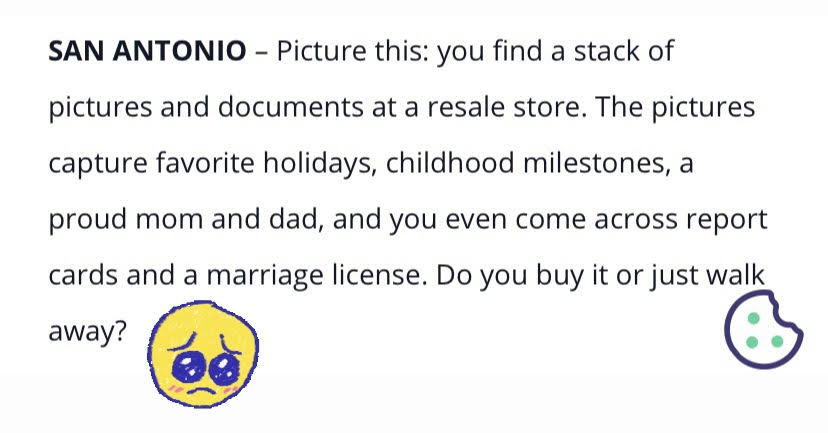 SAN ANTONIO – Picture this: you find a stack of
pictures and documents at a resale store. The pictures
capture favorite holidays, childhood milestones, a
proud mom and dad, and you even come across report
cards and a marriage license. Do you buy it or just walk
away?